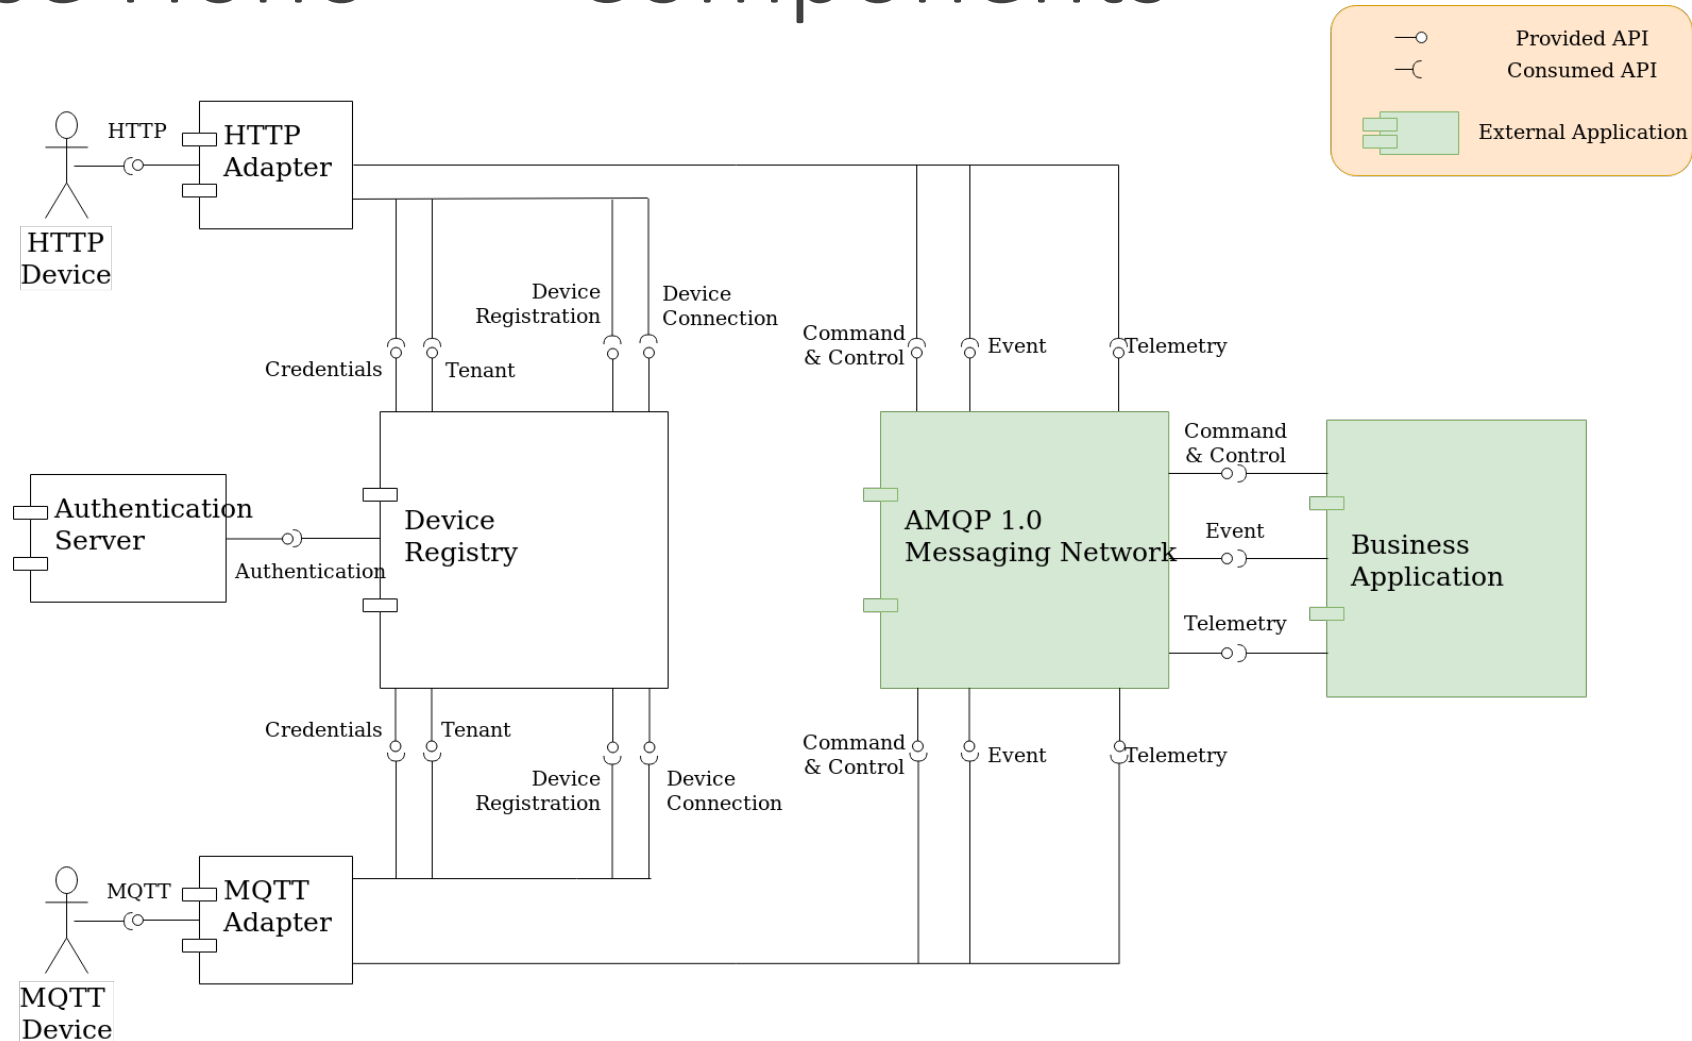 Components
Provided API
Consumed API
External Application
HTTP
HTTP
Adapter
HTTP
Device
Device
Registration
Device
Connection
Credentials
Tenant
Command
& Control
Event
Telemetry
Authentication
Server
Authentication
Device
Registry
AMQP 1.0
Messaging Network
Command
& Control
Event
Telemetry
Business
Application
Credentials
Tenant
Device
Registration
Device
Connection
Command
& Control
Event
Telemetry
MQTT
MQTT
Adapter
MQTT
Device